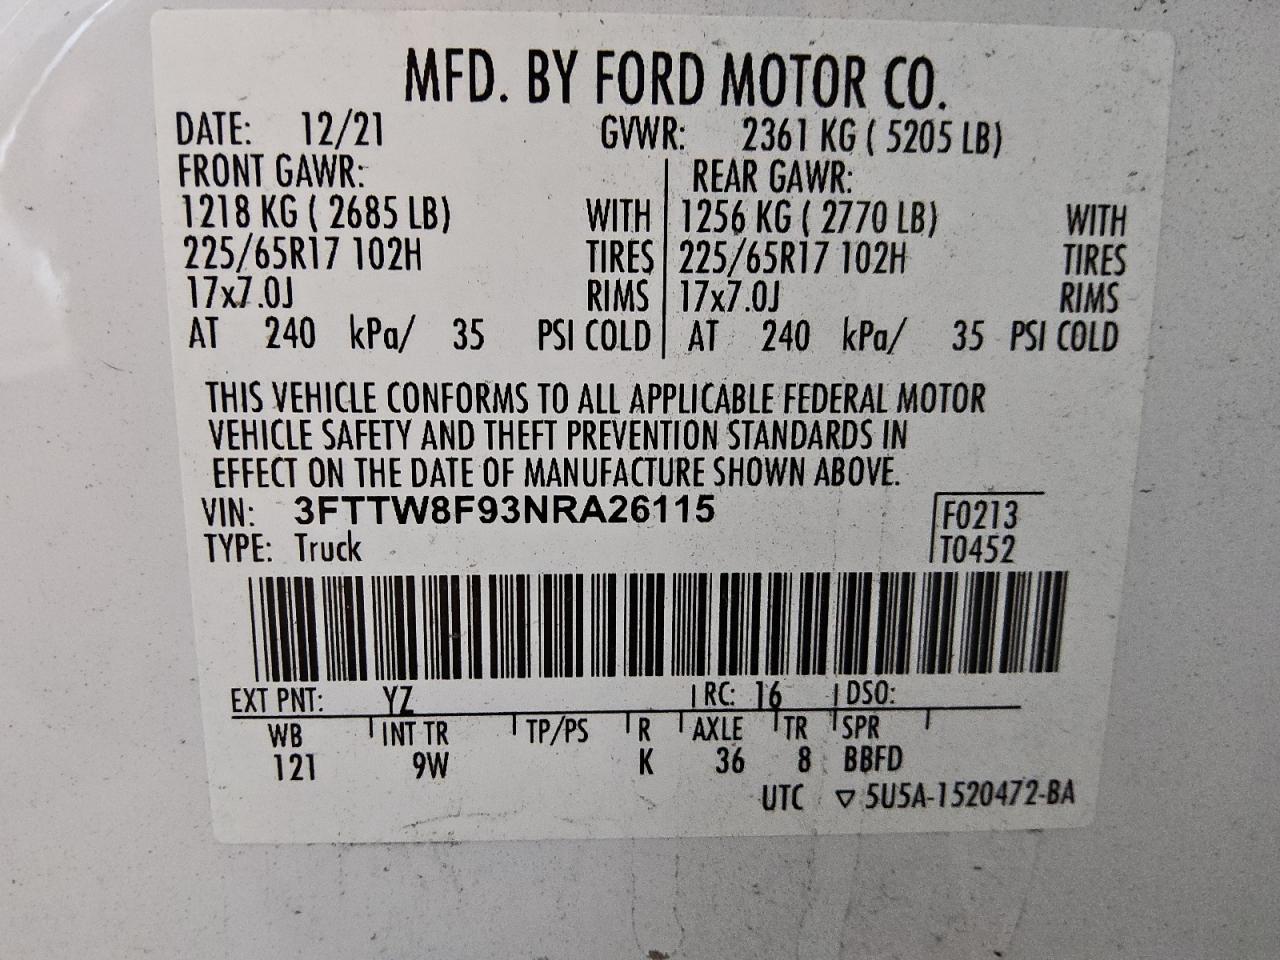 MFD. BY FORD MOTOR CO.
DATE: 12/21 GVWR: 2361 KG ( 5205 LB)
FRONT GAWR: REAR GAWR:
1218 KG ( 2685 LB) WITH 1256 KG ( 2770 LB) WITH
225/65R17 102H TIRES 225/65R17 102H TIRES
17x7.0J RIMS 17x7.0J RIMS
AT 240 kPa/ 35 PSI COLD AT 240 kPa/ 35 PSI COLD
THIS VEHICLE CONFORMS TO ALL APPLICABLE FEDERAL MOTOR
VEHICLE SAFETY AND THEFT PREVENTION STANDARDS IN
EFFECT ON THE DATE OF MANUFACTURE SHOWN ABOVE.
VIN: 3FTTW8F93NRA26115 F0213
TYPE: Truck T0452
EXT PNT: YZ RC: 16 DSO:
WB INT TR TP/PS R AXLE TR SPR
121 9W K 36 8 BBFD
UTC ▽ 5U5A-1520472-BA